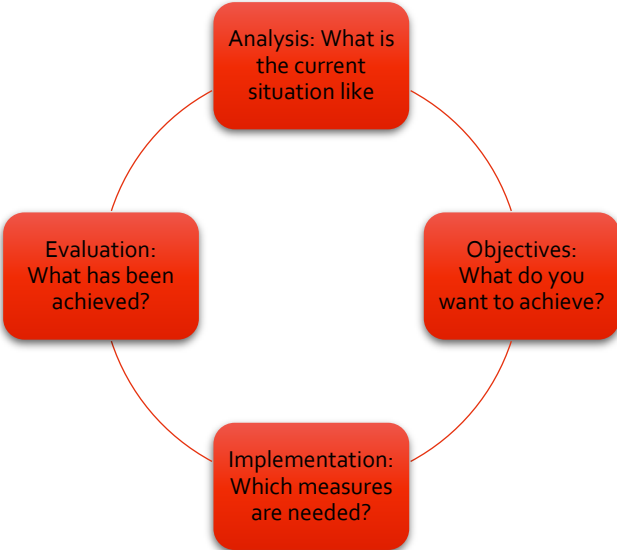 Analysis: What is
the current
situation like
Objectives:
What do you
want to achieve?
Implementation:
Which measures
are needed?
Evaluation:
What has been
achieved?